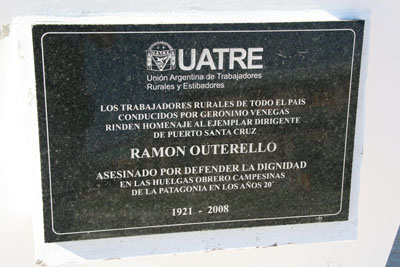 UATRE
UATRE
Unión Argentina de Trabajadores
Rurales y Estibadores
LOS TRABAJADORES RURALES DE TODO EL PAIS
CONDUCIDOS POR GERONIMO VENEGAS
RINDEN HOMENAJE AL EJEMPLAR DIRIGENTE
DE PUERTO SANTA CRUZ
RAMON OUTERELLO
ASESINADO POR DEFENDER LA DIGNIDAD
EN LAS HUELGAS OBRERO CAMPESINAS
DE LA PATAGONIA EN LOS AÑOS 20´
1921 - 2008